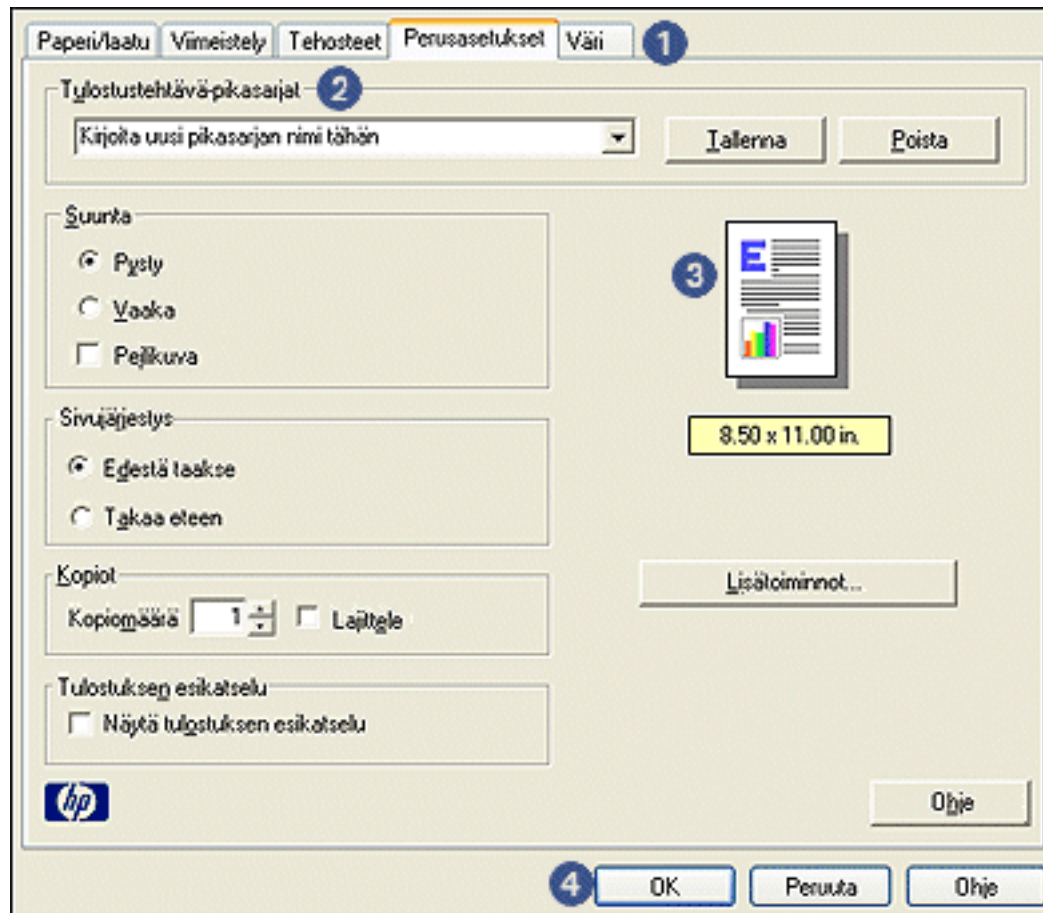 Paperi/laatu Viimeistely Tehosteet Perusasetukset Väri 1
Tulostustehtävä-pikasarjat 2
Kirjoita uusi pikasarjan nimi tähän Tallenna Poista
Suunta
Pysty
Vaaka
Peilikuva
3
E
8.50 x 11.00 in.
Sivujärjestys
Edestä taakse
Takaa eteen
Kopiot
Kopiomäärä 1 Lajittele
Lisätoiminnot...
Tulostuksen esikatselu
Näytä tulostuksen esikatselu
hp
Ohje
4 OK Peruuta Ohje